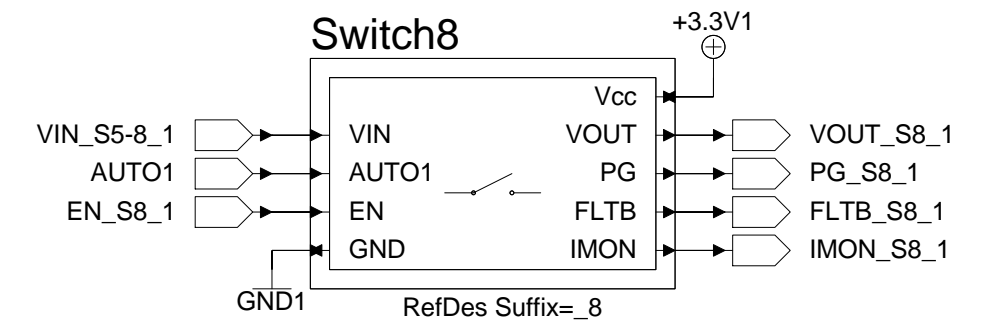 +3.3V1
Switch8
Vcc
VIN_S5-8_1 VIN VOUT VOUT_S8_1
AUTO1 AUTO1 PG PG_S8_1
EN_S8_1 EN FLTB FLTB_S8_1
GND IMON IMON_S8_1
GND1
RefDes Suffix=_8